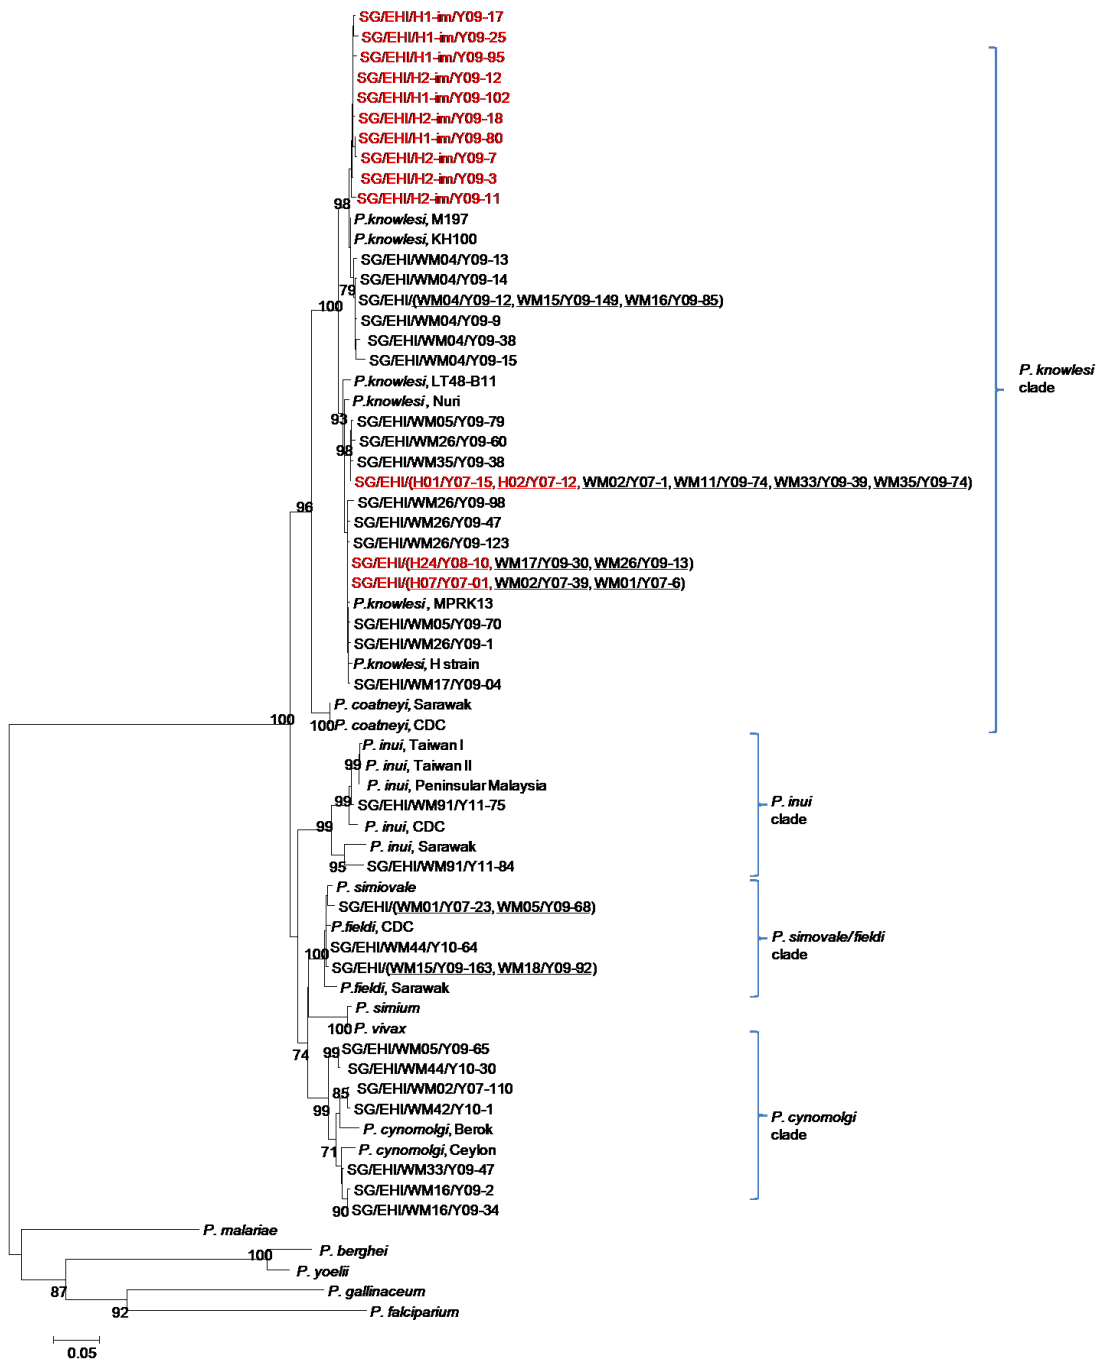 SG/EHI/H1-im/Y09-17
SG/EHI/H1-im/Y09-25
SG/EHI/H1-im/Y09-95
SG/EHI/H2-im/Y09-12
SG/EHI/H1-im/Y09-102
SG/EHI/H2-im/Y09-18
SG/EHI/H1-im/Y09-80
SG/EHI/H2-im/Y09-7
SG/EHI/H2-im/Y09-3
SG/EHI/H2-im/Y09-11
98
P.knowlesi, M197
P.knowlesi, KH100
SG/EHI/WM04/Y09-13
SG/EHI/WM04/Y09-14
79
SG/EHI/(WM04/Y09-12, WM15/Y09-149, WM16/Y09-85)
100
SG/EHI/WM04/Y09-9
SG/EHI/WM04/Y09-38
SG/EHI/WM04/Y09-15
P. knowlesi
clade
P.knowlesi, LT48-B11
P.knowlesi, Nuri
93
SG/EHI/WM05/Y09-79
SG/EHI/WM26/Y09-60
98
SG/EHI/WM35/Y09-38
SG/EHI/(H01/Y07-15, H02/Y07-12, WM02/Y07-1, WM11/Y09-74, WM33/Y09-39, WM35/Y09-74)
96
SG/EHI/WM26/Y09-98
SG/EHI/WM26/Y09-47
SG/EHI/WM26/Y09-123
SG/EHI/(H24/Y08-10, WM17/Y09-30, WM26/Y09-13)
SG/EHI/(H07/Y07-01, WM02/Y07-39, WM01/Y07-6)
P.knowlesi, MPRK13
SG/EHI/WM05/Y09-70
SG/EHI/WM26/Y09-1
P.knowlesi, H strain
SG/EHI/WM17/Y09-04
P. coatneyi, Sarawak
100
100
P. coatneyi, CDC
P. inui, Taiwan I
99
P. inui, Taiwan II
P. inui, Peninsular Malaysia
99
SG/EHI/WM91/Y11-75
P. inui
clade
99
P. inui, CDC
P. inui, Sarawak
95
SG/EHI/WM91/Y11-84
P. simiovale
SG/EHI/(WM01/Y07-23, WM05/Y09-68)
P.fieldi, CDC
P. simovale/fieldi
clade
SG/EHI/WM44/Y10-64
100
SG/EHI/(WM15/Y09-163, WM18/Y09-92)
P.fieldi, Sarawak
P. simium
100
P. vivax
74
99
SG/EHI/WM05/Y09-65
SG/EHI/WM44/Y10-30
85
SG/EHI/WM02/Y07-110
99
SG/EHI/WM42/Y10-1
P. cynomolgi
clade
P. cynomolgi, Berok
71
P. cynomolgi, Ceylon
SG/EHI/WM33/Y09-47
SG/EHI/WM16/Y09-2
90
SG/EHI/WM16/Y09-34
P. malariae
100
P. berghei
P. yoelii
87
P. gallinaceum
92
P. falciparium
0.05